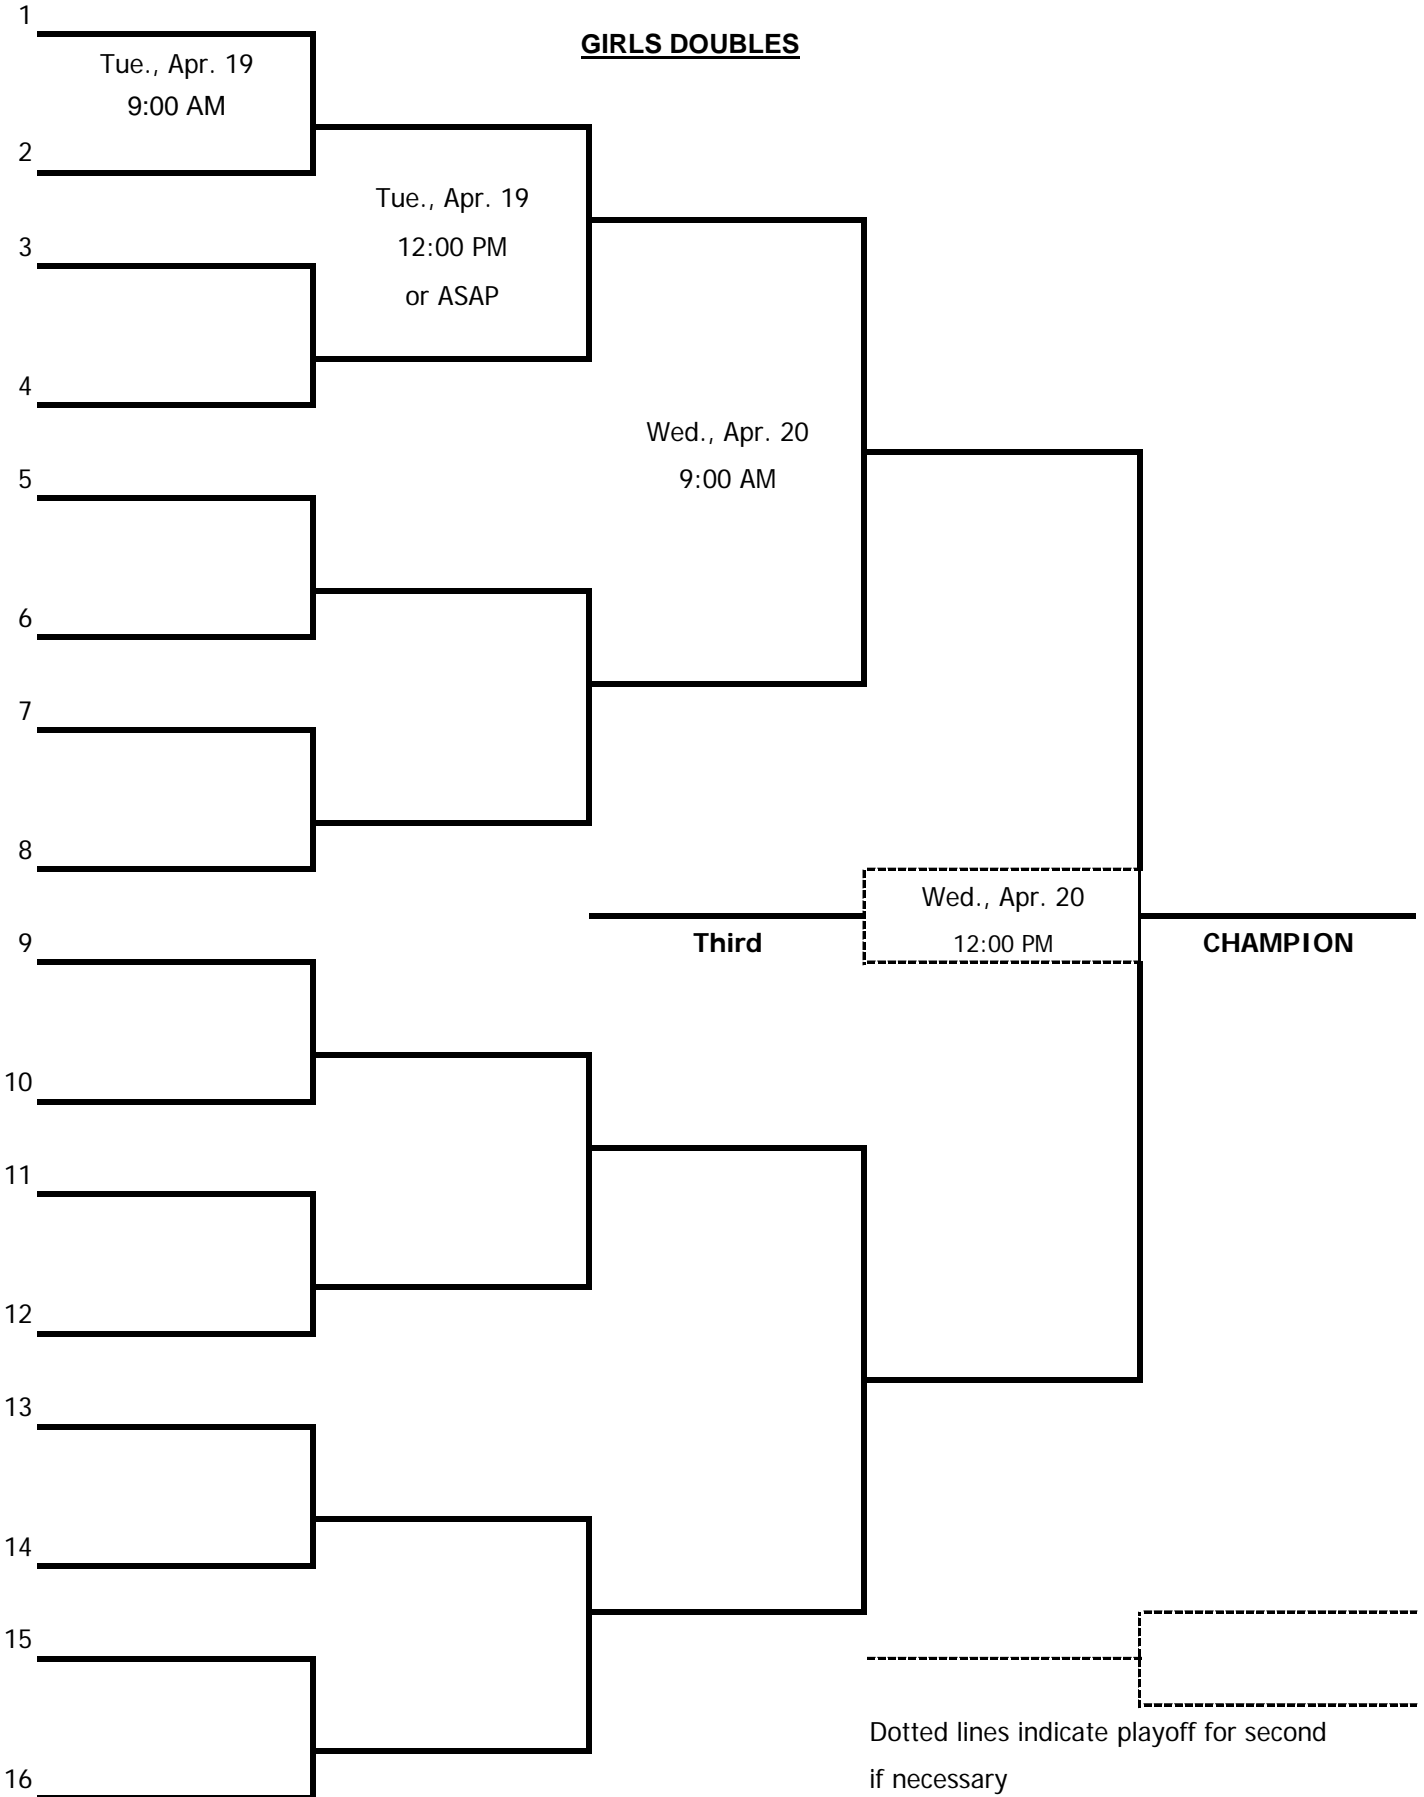 1
GIRLS DOUBLES
Tue., Apr. 19
9:00 AM
2
Tue., Apr. 19
12:00 PM
or ASAP
3
4
Wed., Apr. 20
9:00 AM
5
6
7
8
Wed., Apr. 20
12:00 PM
Third
CHAMPION
9
10
11
12
13
14
15
Dotted lines indicate playoff for second
if necessary
16